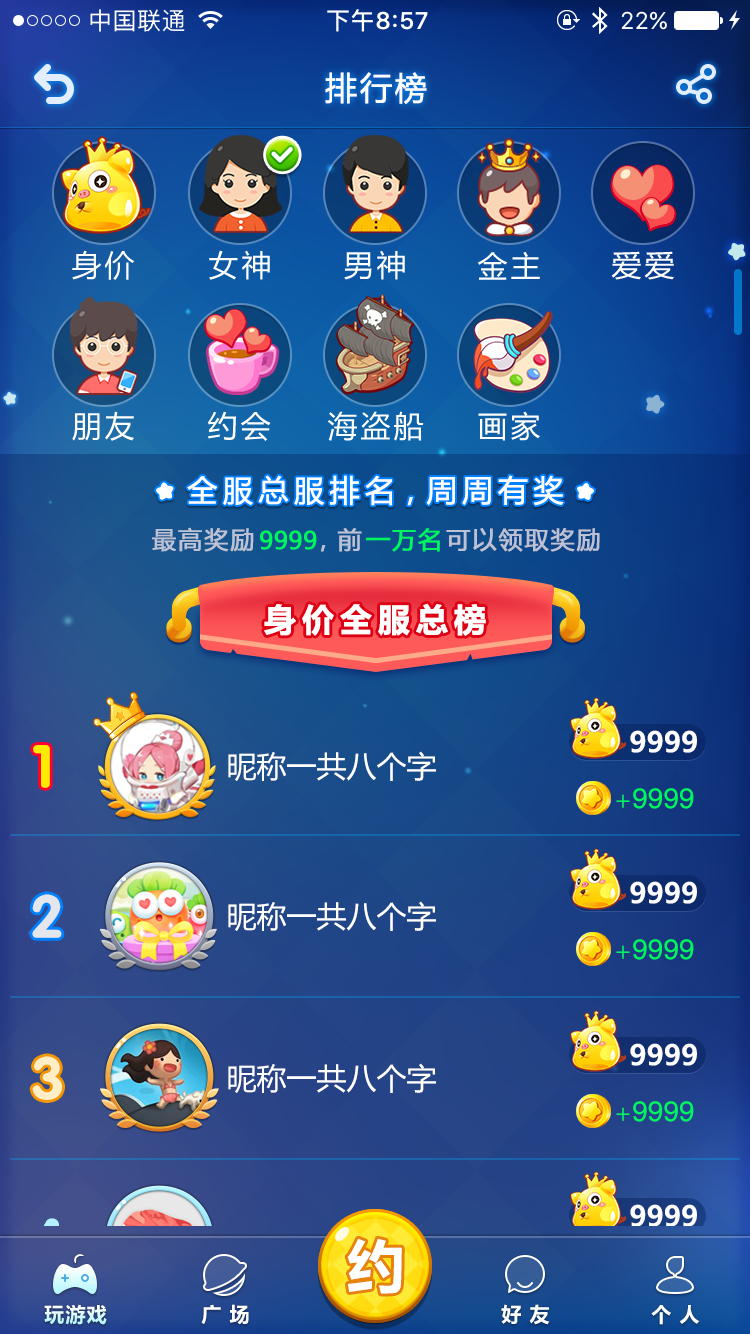 中国联通 下午8:57 22%
排行榜
身价 女神 男神 金主 爱爱
朋友 约会 海盗船 画家
全服总服排名,周周有奖
最高奖励9999, 前一万名可以领取奖励
身价全服总榜
1 昵称一共八个字 9999
+9999
2 昵称一共八个字 9999
+9999
3 昵称一共八个字 9999
+9999
9999
约
玩游戏 广场 好友 个人